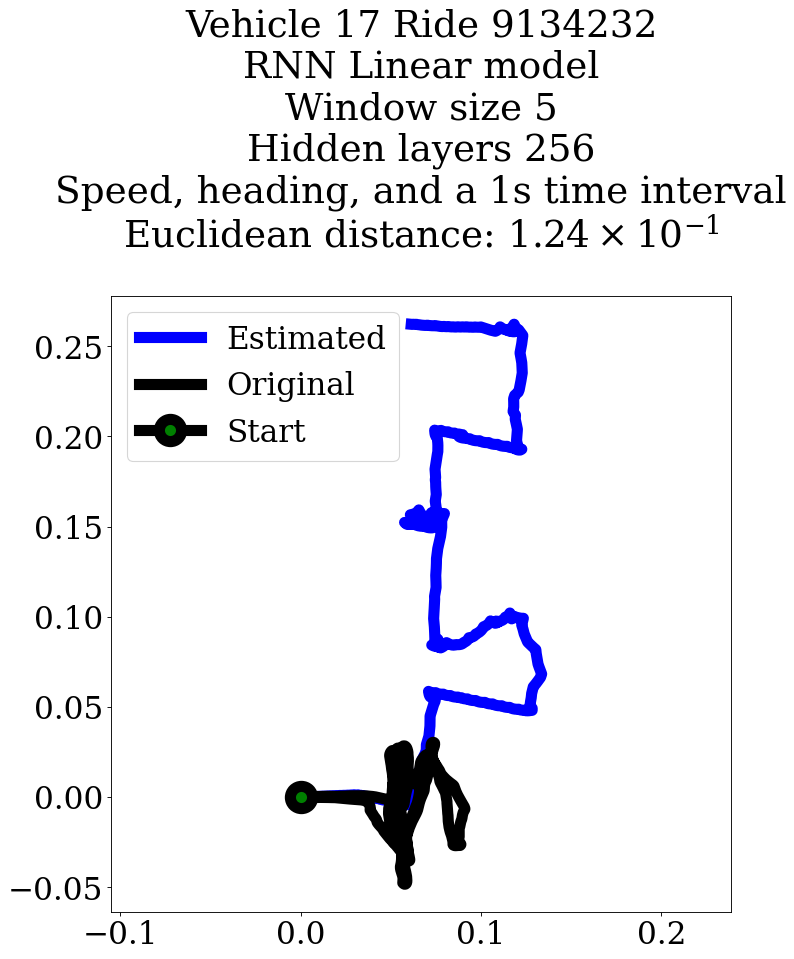 Vehicle 17 Ride 9134232
RNN Linear model
Window size 5
Hidden layers 256
Speed, heading, and a 1s time interval
Euclidean distance: 1.24 × 10⁻¹
Estimated
Original
Start
0.25
0.20
0.15
0.10
0.05
0.00
−0.05
−0.1 0.0 0.1 0.2